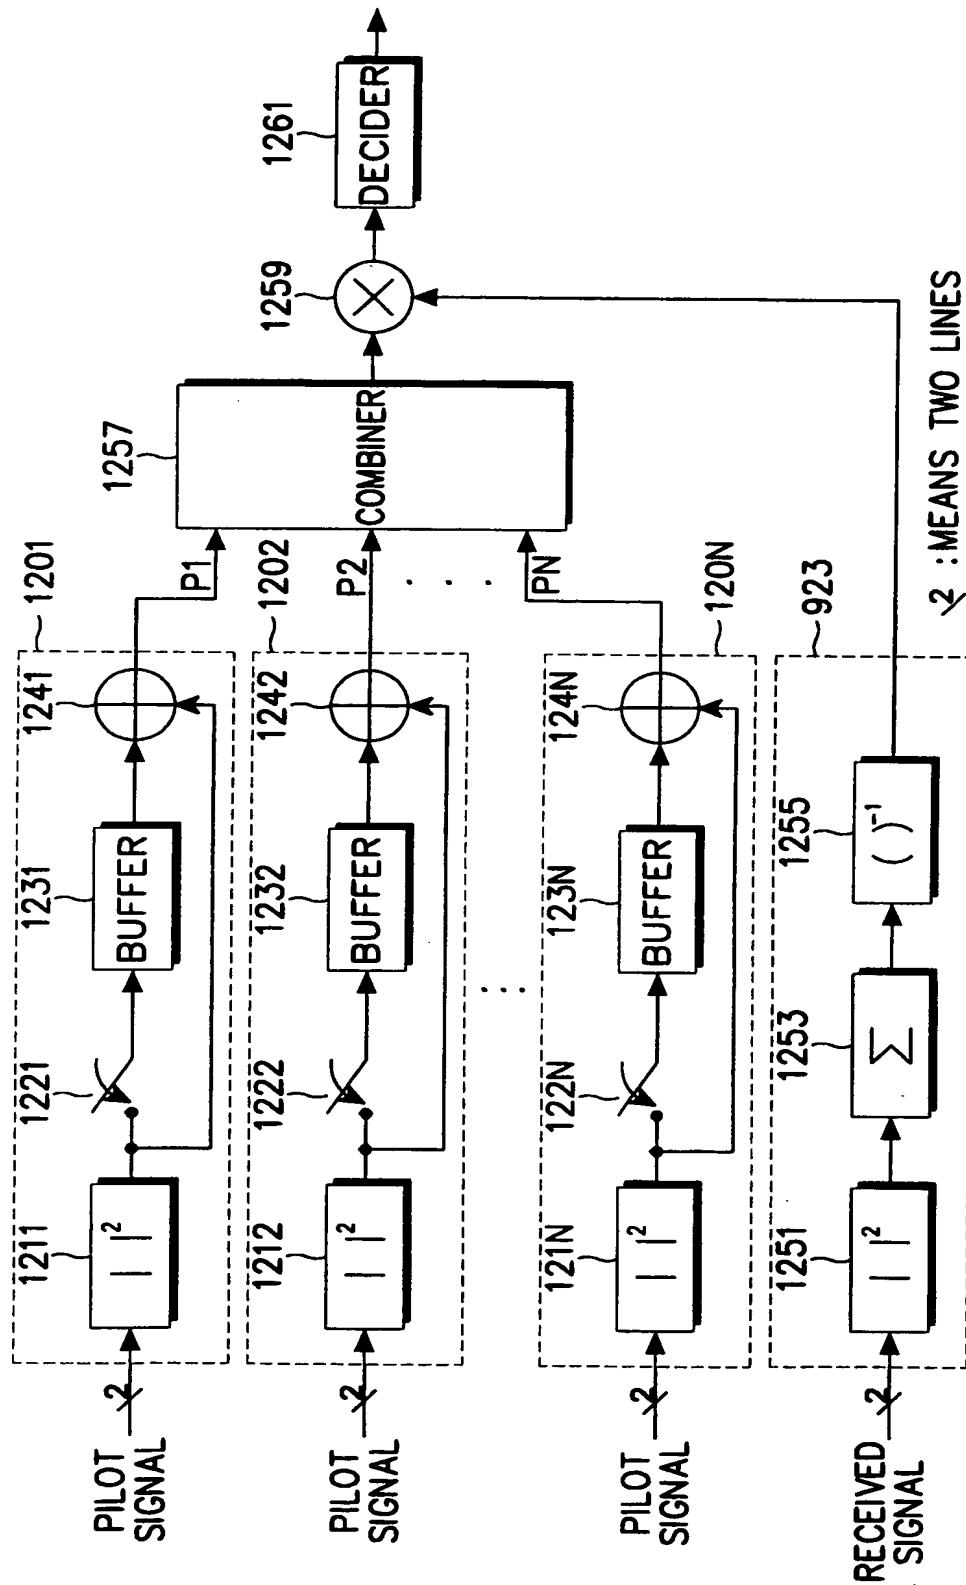 PILOT
SIGNAL
2
1211
| |²
1221
1231
BUFFER
1241
1201
P1
PILOT
SIGNAL
2
1212
| |²
1222
1232
BUFFER
1242
1202
P2
. . . .
. . .
PILOT
SIGNAL
2
121N
| |²
122N
123N
BUFFER
124N
120N
PN
1257
COMBINER
1259
1261
DECIDER
RECEIVED
SIGNAL
2
1251
| |²
1253
Σ
1255
( )⁻¹
923
2 :MEANS TWO LINES